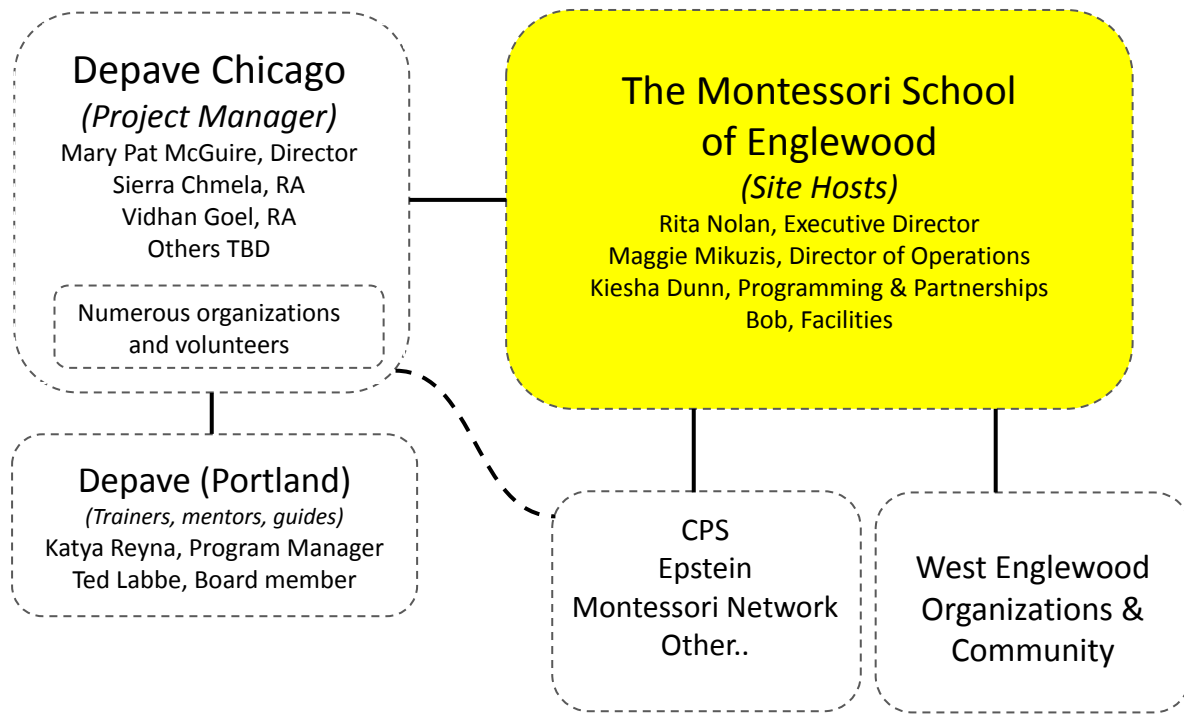 Depave Chicago
(Project Manager)
Mary Pat McGuire, Director
Sierra Chmela, RA
Vidhan Goel, RA
Others TBD
Numerous organizations
and volunteers
The Montessori School
of Englewood
(Site Hosts)
Rita Nolan, Executive Director
Maggie Mikuzis, Director of Operations
Kiesha Dunn, Programming & Partnerships
Bob, Facilities
Depave (Portland)
(Trainers, mentors, guides)
Katya Reyna, Program Manager
Ted Labbe, Board member
CPS
Epstein
Montessori Network
Other..
West Englewood
Organizations &
Community